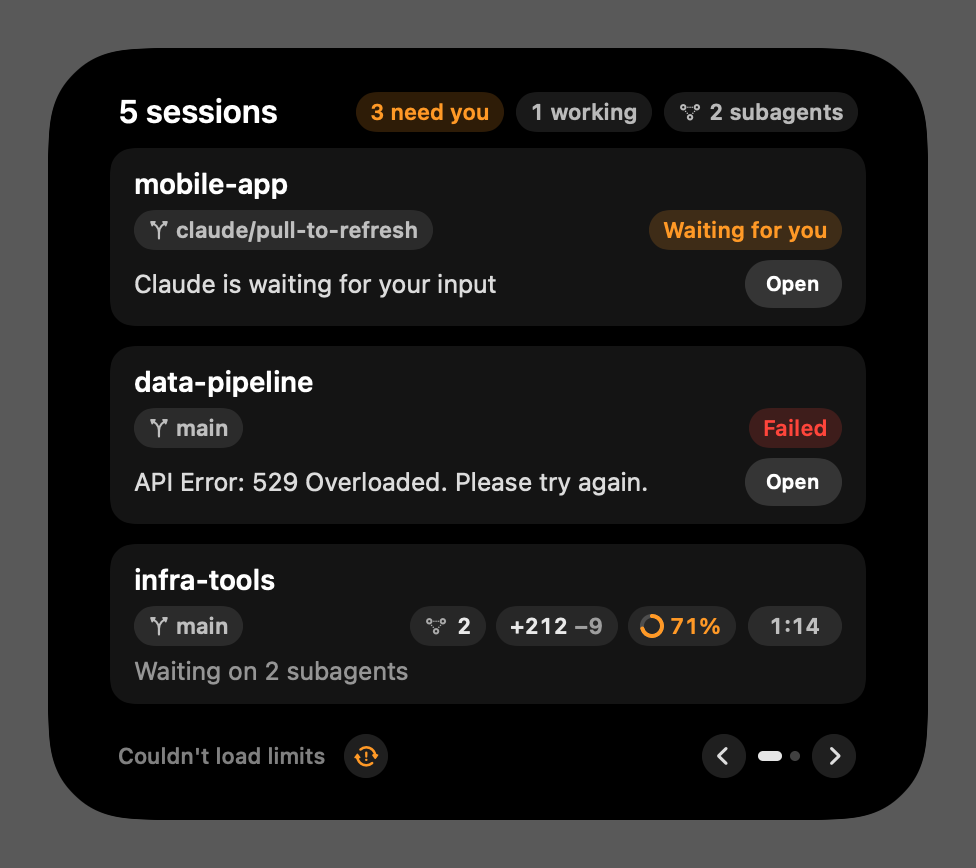 5 sessions
3 need you
1 working
2 subagents
mobile-app
claude/pull-to-refresh
Waiting for you
Claude is waiting for your input
Open
data-pipeline
main
Failed
API Error: 529 Overloaded. Please try again.
Open
infra-tools
main
2
+212 −9
71%
1:14
Waiting on 2 subagents
Couldn't load limits